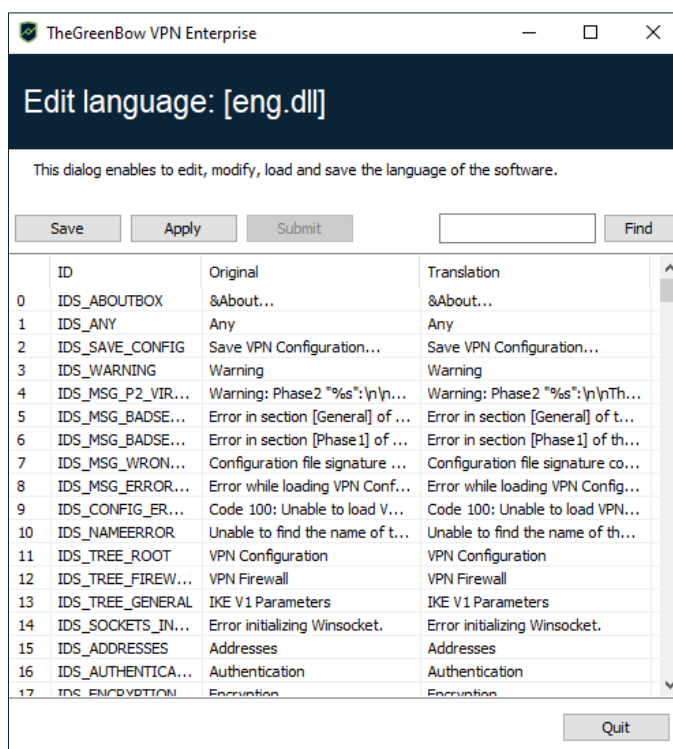 TheGreenBow VPN Enterprise
Edit language: [eng.dll]
This dialog enables to edit, modify, load and save the language of the software.
Save Apply Submit Find
ID Original Translation
0 IDS_ABOUTBOX &About... &About...
1 IDS_ANY Any Any
2 IDS_SAVE_CONFIG Save VPN Configuration... Save VPN Configuration...
3 IDS_WARNING Warning Warning
4 IDS_MSG_P2_VIR... Warning: Phase2 "%s":\n\n... Warning: Phase2 "%s":\n\nTh...
5 IDS_MSG_BADSE... Error in section [General] of ... Error in section [General] of t...
6 IDS_MSG_BADSE... Error in section [Phase1] of ... Error in section [Phase1] of th...
7 IDS_MSG_WRON... Configuration file signature ... Configuration file signature co...
8 IDS_MSG_ERROR... Error while loading VPN Conf... Error while loading VPN Config...
9 IDS_CONFIG_ER... Code 100: Unable to load V... Code 100: Unable to load VPN...
10 IDS_NAMEERROR Unable to find the name of t... Unable to find the name of th...
11 IDS_TREE_ROOT VPN Configuration VPN Configuration
12 IDS_TREE_FIREW... VPN Firewall VPN Firewall
13 IDS_TREE_GENERAL IKE V1 Parameters IKE V1 Parameters
14 IDS_SOCKETS_IN... Error initializing Winsocket. Error initializing Winsocket.
15 IDS_ADDRESSES Addresses Addresses
16 IDS_AUTHENTICA... Authentication Authentication
17 IDS_ENCRYPTION Encryption Encryption
Quit